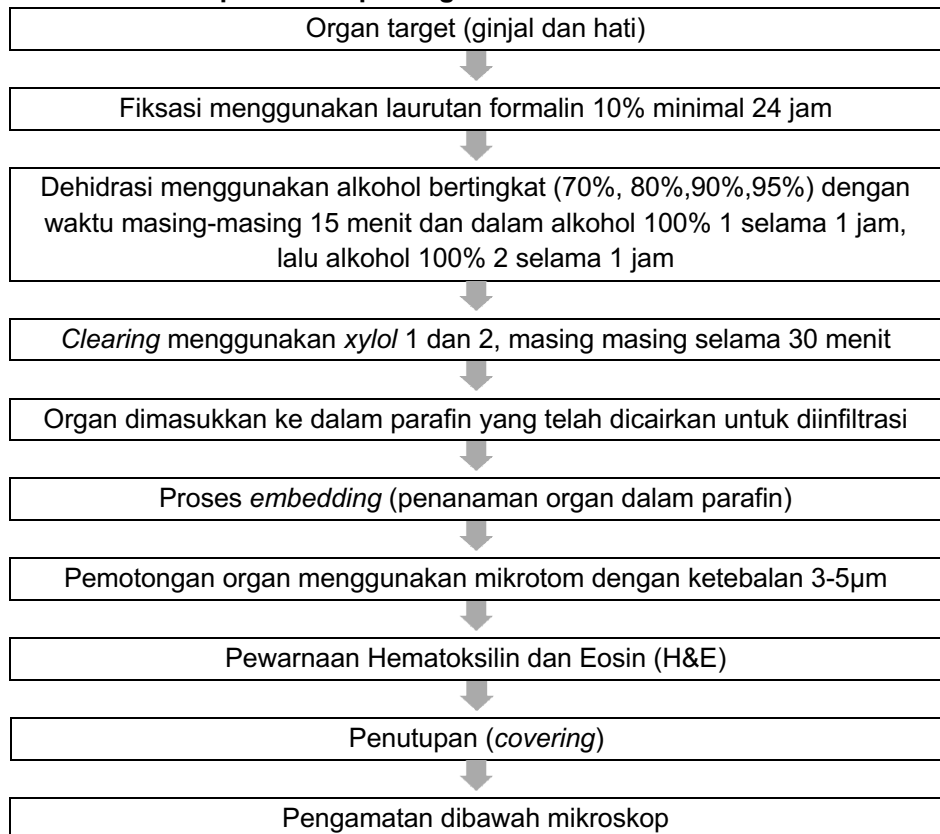 Organ target (ginjal dan hati)
Fiksasi menggunakan laurutan formalin 10% minimal 24 jam
Dehidrasi menggunakan alkohol bertingkat (70%, 80%,90%,95%) dengan
waktu masing-masing 15 menit dan dalam alkohol 100% 1 selama 1 jam,
lalu alkohol 100% 2 selama 1 jam
Clearing menggunakan xylol 1 dan 2, masing masing selama 30 menit
Organ dimasukkan ke dalam parafin yang telah dicairkan untuk diinfiltrasi
Proses embedding (penanaman organ dalam parafin)
Pemotongan organ menggunakan mikrotom dengan ketebalan 3-5µm
Pewarnaan Hematoksilin dan Eosin (H&E)
Penutupan (covering)
Pengamatan dibawah mikroskop